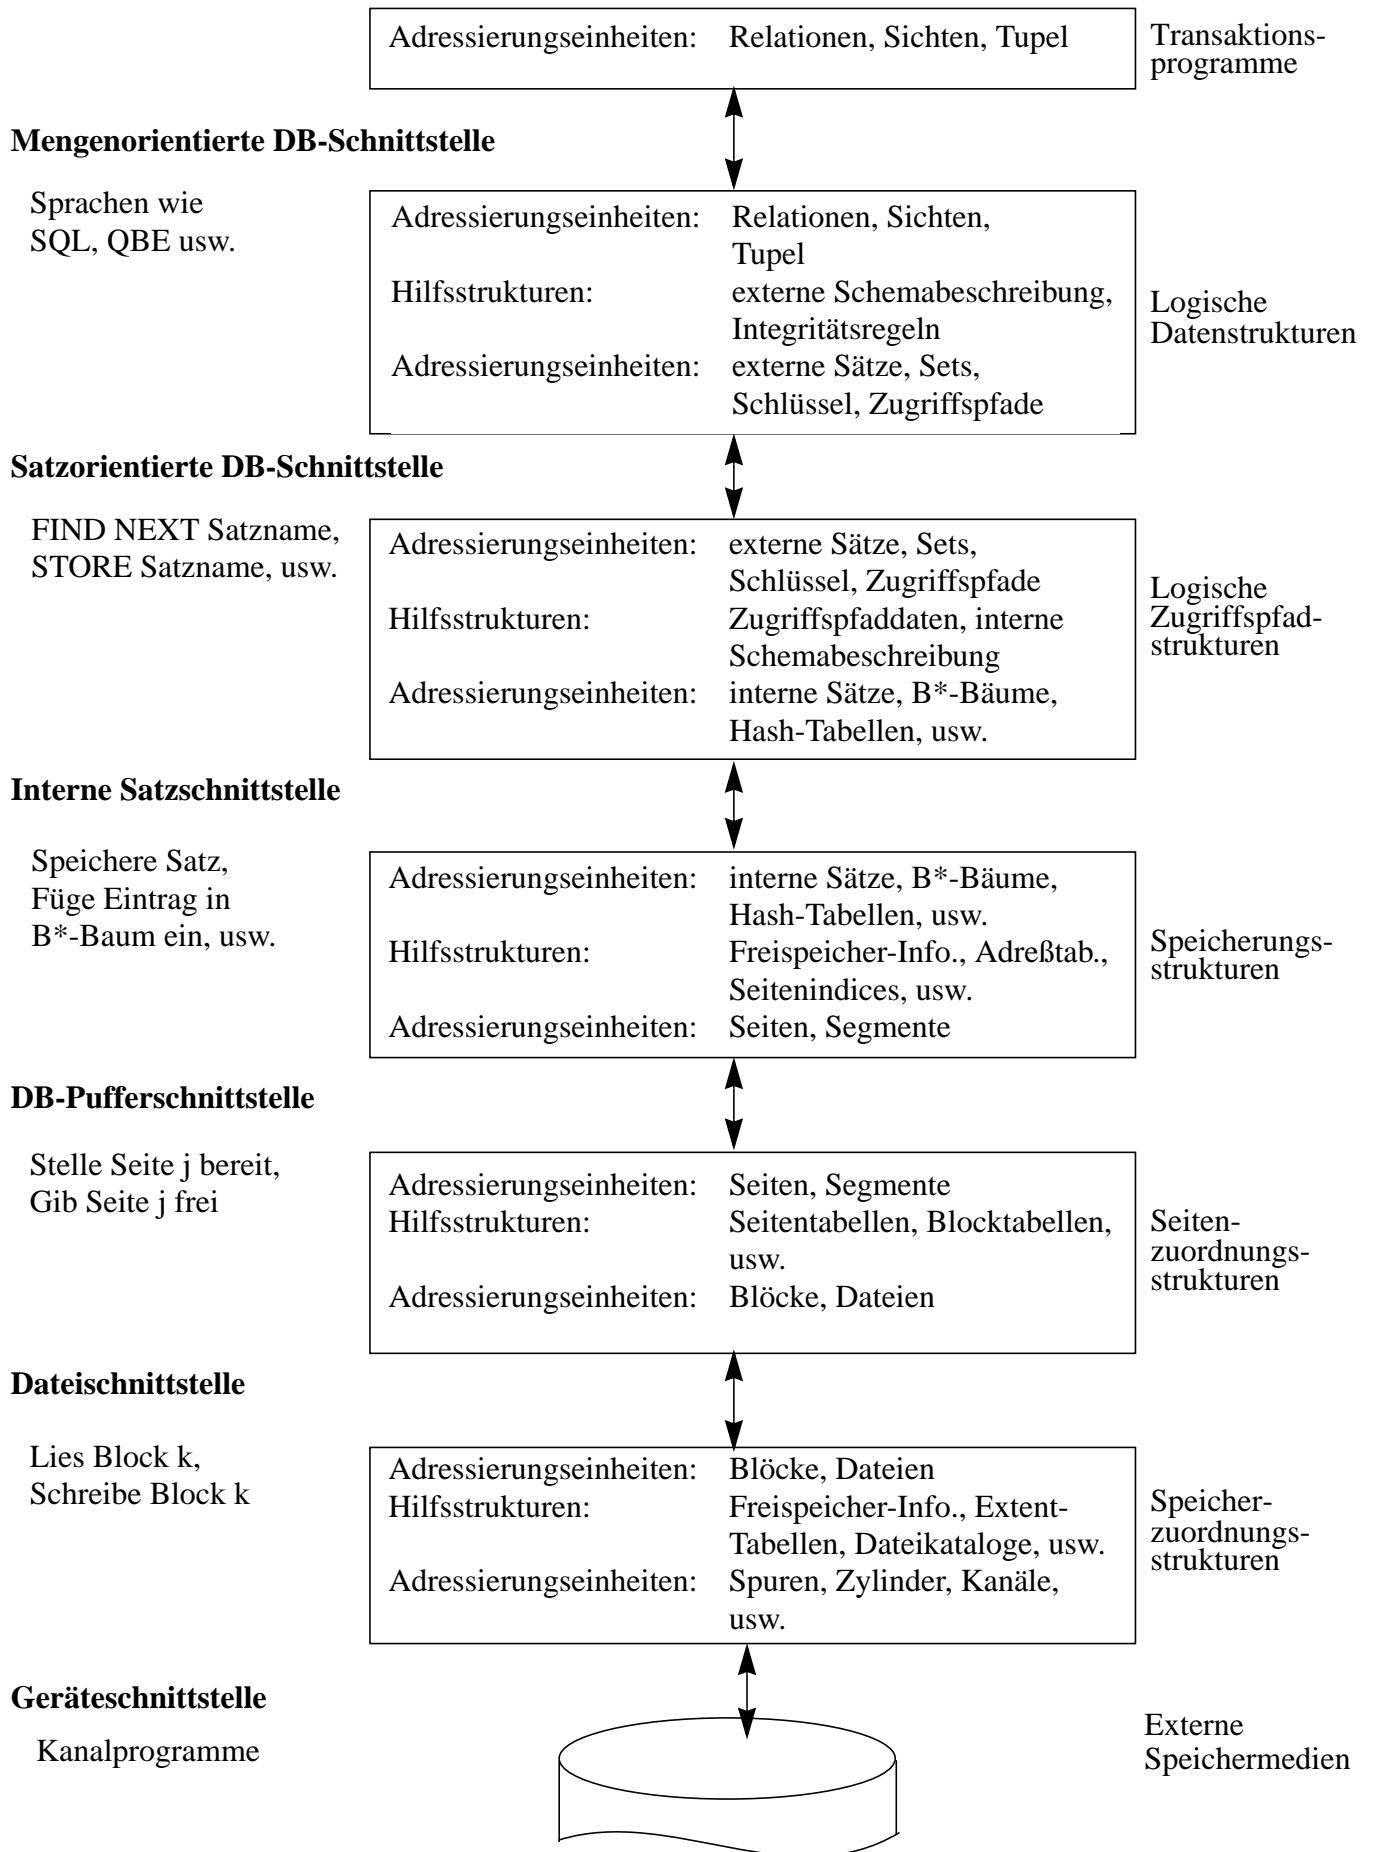 Adressierungseinheiten: Relationen, Sichten, Tupel
Transaktions-
programme
Mengenorientierte DB-Schnittstelle
Sprachen wie
SQL, QBE usw.
Adressierungseinheiten: Relationen, Sichten,
Tupel
Hilfsstrukturen: externe Schemabeschreibung,
Integritätsregeln
Adressierungseinheiten: externe Sätze, Sets,
Schlüssel, Zugriffspfade
Logische
Datenstrukturen
Satzorientierte DB-Schnittstelle
FIND NEXT Satzname,
STORE Satzname, usw.
Adressierungseinheiten: externe Sätze, Sets,
Schlüssel, Zugriffspfade
Hilfsstrukturen: Zugriffspfaddaten, interne
Schemabeschreibung
Adressierungseinheiten: interne Sätze, B*-Bäume,
Hash-Tabellen, usw.
Logische
Zugriffspfad-
strukturen
Interne Satzschnittstelle
Speichere Satz,
Füge Eintrag in
B*-Baum ein, usw.
Adressierungseinheiten: interne Sätze, B*-Bäume,
Hash-Tabellen, usw.
Hilfsstrukturen: Freispeicher-Info., Adreßtab.,
Seitenindices, usw.
Adressierungseinheiten: Seiten, Segmente
Speicherungs-
strukturen
DB-Pufferschnittstelle
Stelle Seite j bereit,
Gib Seite j frei
Adressierungseinheiten: Seiten, Segmente
Hilfsstrukturen: Seitentabellen, Blocktabellen,
usw.
Adressierungseinheiten: Blöcke, Dateien
Seiten-
zuordnungs-
strukturen
Dateischnittstelle
Lies Block k,
Schreibe Block k
Adressierungseinheiten: Blöcke, Dateien
Hilfsstrukturen: Freispeicher-Info., Extent-
Tabellen, Dateikataloge, usw.
Adressierungseinheiten: Spuren, Zylinder, Kanäle,
usw.
Speicher-
zuordnungs-
strukturen
Geräteschnittstelle
Kanalprogramme
Externe
Speichermedien